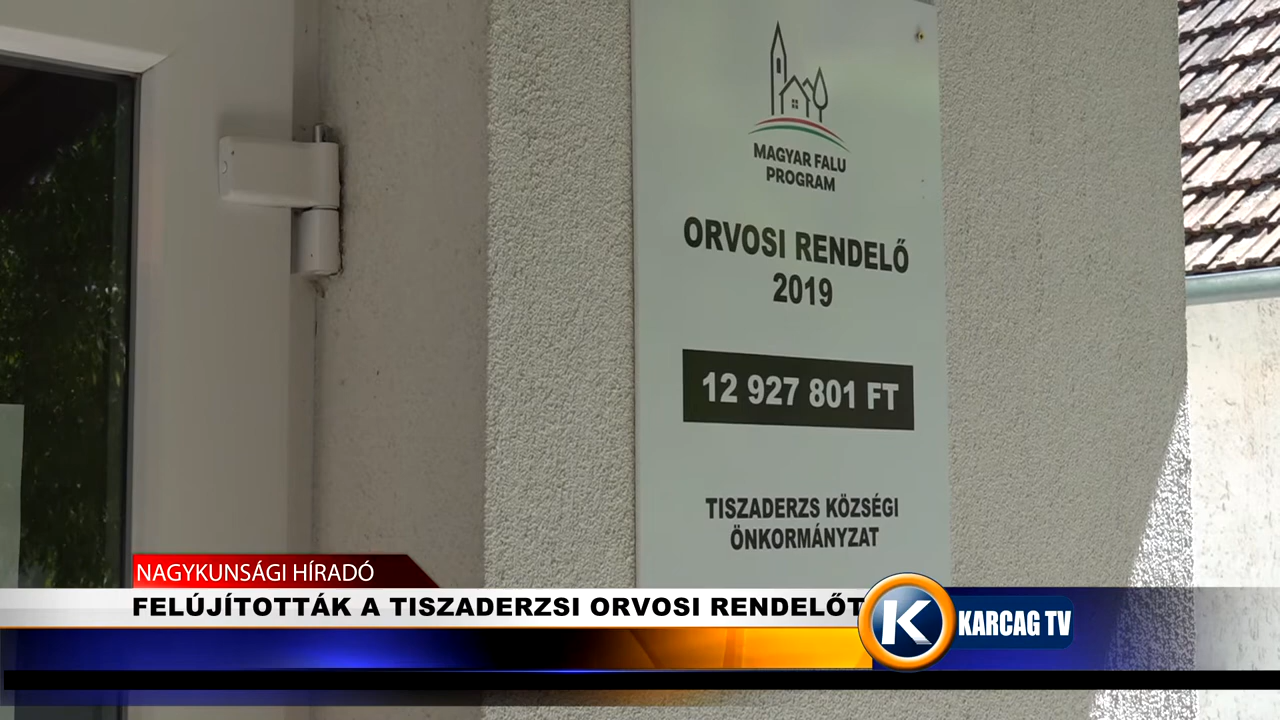 MAGYAR FALU
PROGRAM
ORVOSI RENDELŐ
2019
12 927 801 FT
TISZADERZS KÖZSÉGI
ÖNKORMÁNYZAT
NAGYKUNSÁGI HÍRADÓ
FELÚJÍTOTTÁK A TISZADERZSI ORVOSI RENDELŐT
K KARCAG TV